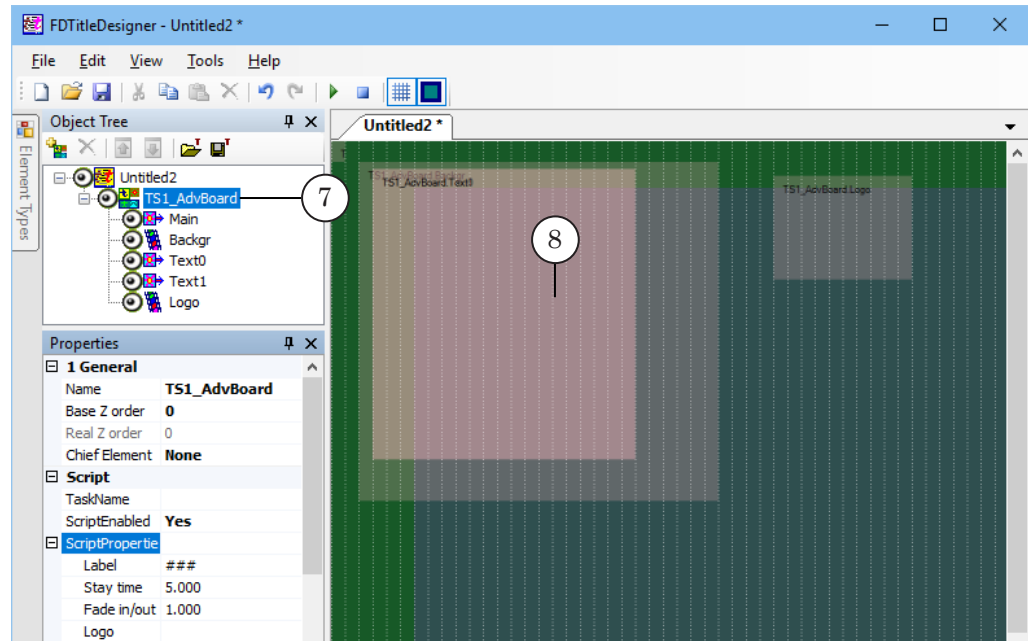 FDTitleDesigner - Untitled2 *
File Edit View Tools Help
Element Types
Object Tree
Untitled2
TS1_AdvBoard
Main
Backgr
Text0
Text1
Logo
7
Properties
1 General
Name TS1_AdvBoard
Base Z order 0
Real Z order 0
Chief Element None
Script
TaskName
ScriptEnabled Yes
ScriptPropertie
Label ###
Stay time 5.000
Fade in/out 1.000
Logo
Untitled2 *
T
TS1_AdvBoard.Backgr
TS1_AdvBoard.Text0
TS1_AdvBoard.Logo
8